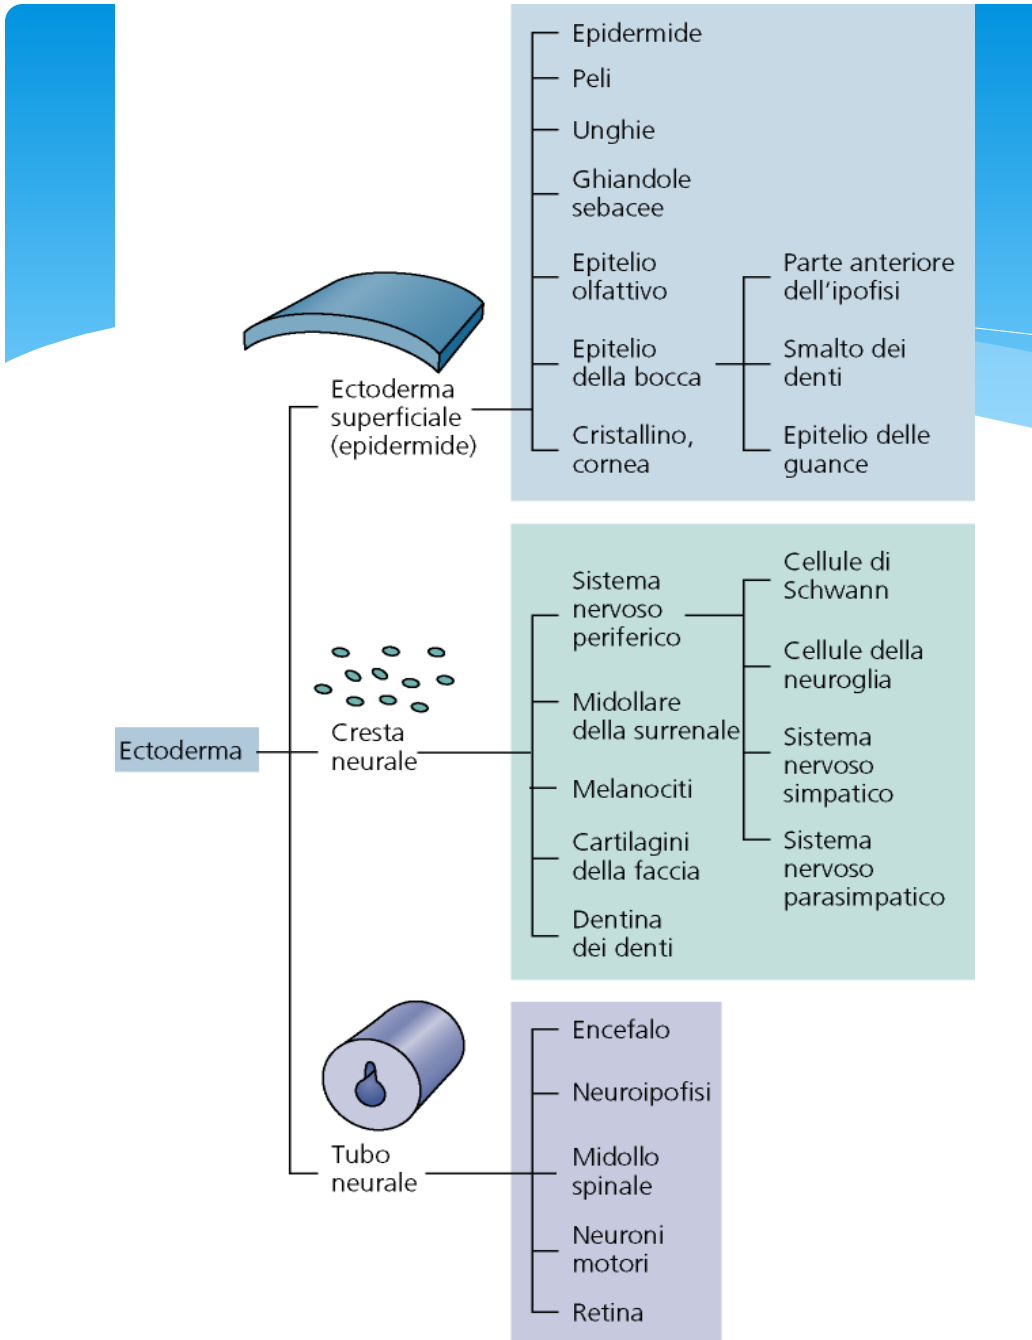 Epidermide
Peli
Unghie
Ghiandole
sebacee
Epitelio
olfattivo
Epitelio
della bocca
Cristallino,
cornea
Parte anteriore
dell'ipofisi
Smalto dei
denti
Epitelio delle
guance
Ectoderma
superficiale
(epidermide)
Sistema
nervoso
periferico
Midollare
della surrenale
Melanociti
Cartilagini
della faccia
Dentina
dei denti
Cellule di
Schwann
Cellule della
neuroglia
Sistema
nervoso
simpatico
Sistema
nervoso
parasimpatico
Cresta
neurale
Ectoderma
Encefalo
Neuroipofisi
Midollo
spinale
Neuroni
motori
Retina
Tubo
neurale